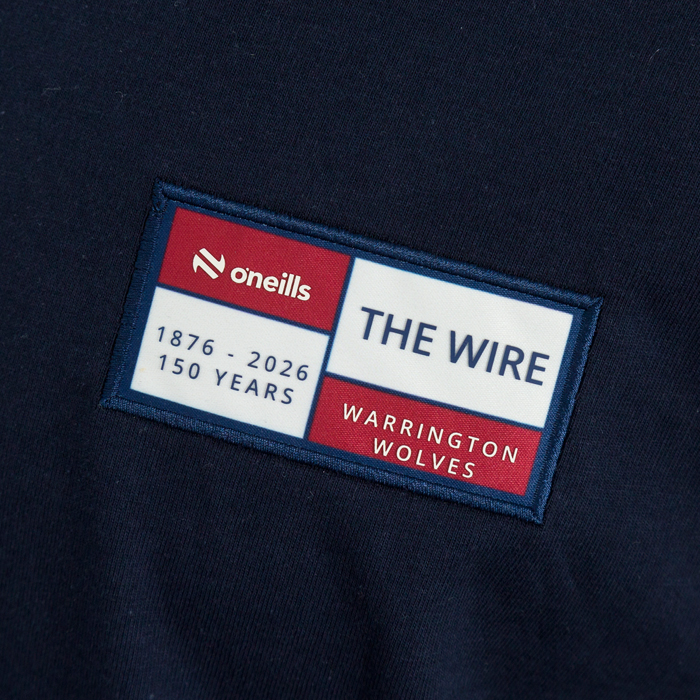 o'neills
THE WIRE
1876 - 2026
150 YEARS
WARRINGTON
WOLVES